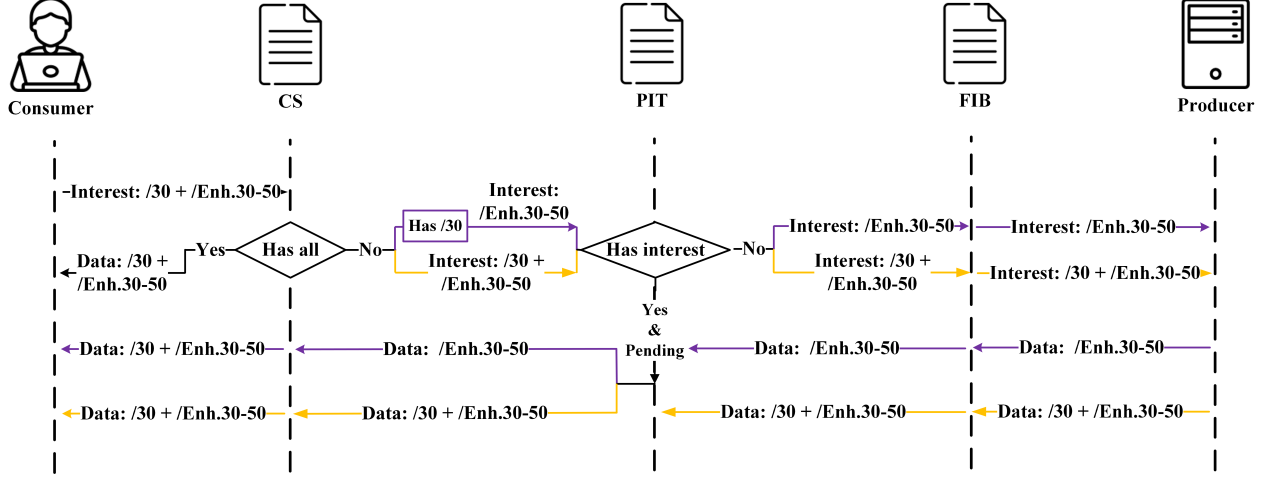 Consumer
CS
PIT
FIB
Producer
Interest: /30 + /Enh.30-50
Yes
Has all
No
Has /30
Interest:
/Enh.30-50
Interest: /30 +
/Enh.30-50
Has interest
No
Interest: /Enh.30-50
Interest: /30 +
/Enh.30-50
Interest: /Enh.30-50
Interest: /30 + /Enh.30-50
Data: /30 +
/Enh.30-50
Yes
&
Pending
Data: /30 + /Enh.30-50
Data: /Enh.30-50
Data: /Enh.30-50
Data: /Enh.30-50
Data: /30 + /Enh.30-50
Data: /30 + /Enh.30-50
Data: /30 + /Enh.30-50
Data: /30 + /Enh.30-50